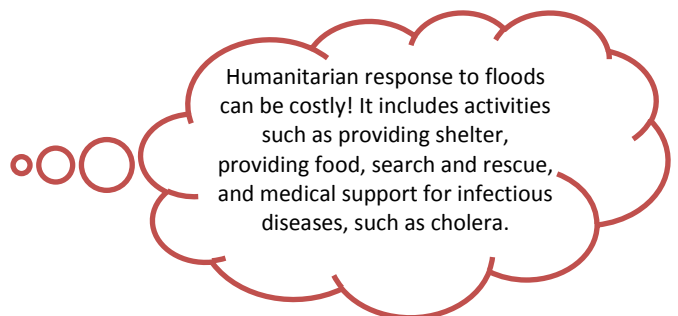 Humanitarian response to floods
can be costly! It includes activities
such as providing shelter,
providing food, search and rescue,
and medical support for infectious
diseases, such as cholera.